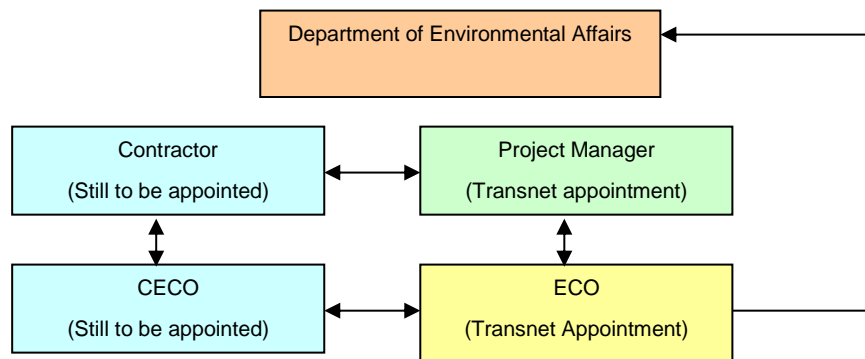 Department of Environmental Affairs
Contractor
(Still to be appointed)
Project Manager
(Transnet appointment)
CECO
(Still to be appointed)
ECO
(Transnet Appointment)